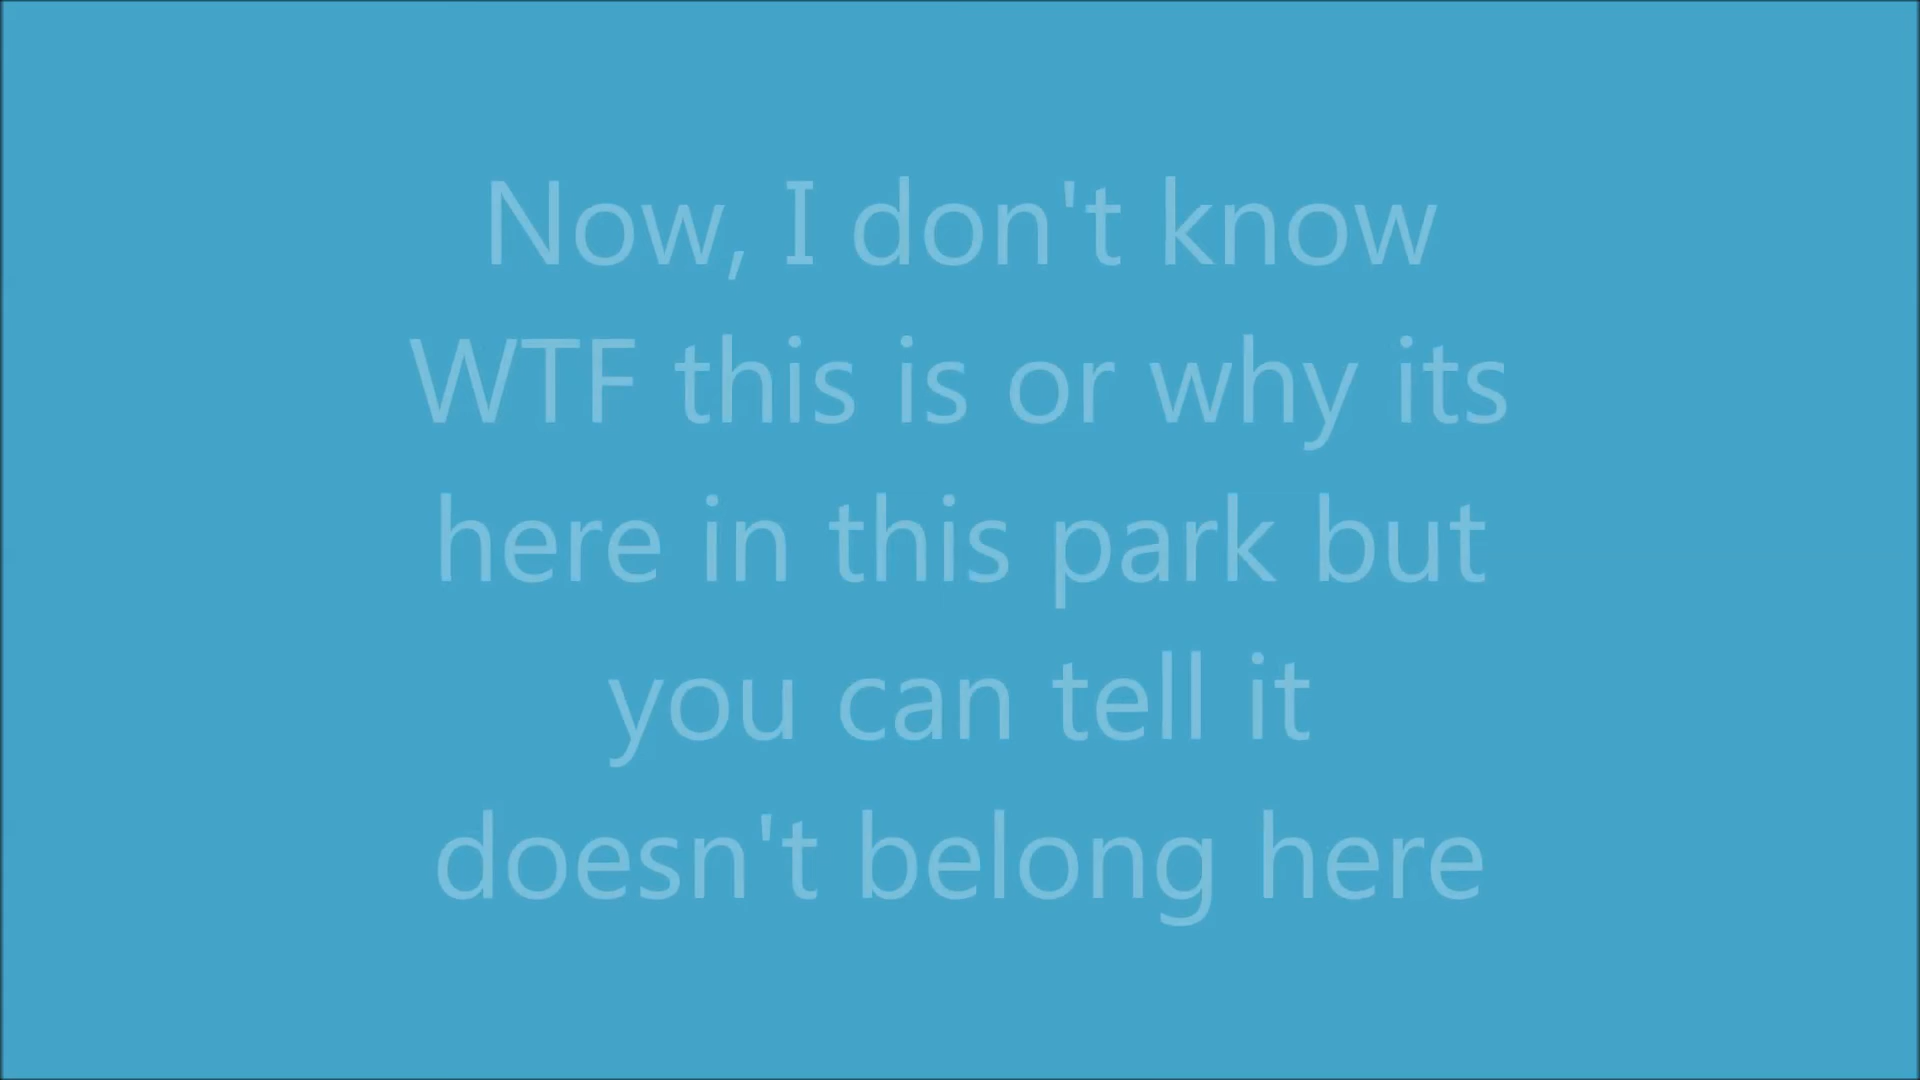 Now, I don't know
WTF this is or why its
here in this park but
you can tell it
doesn't belong here